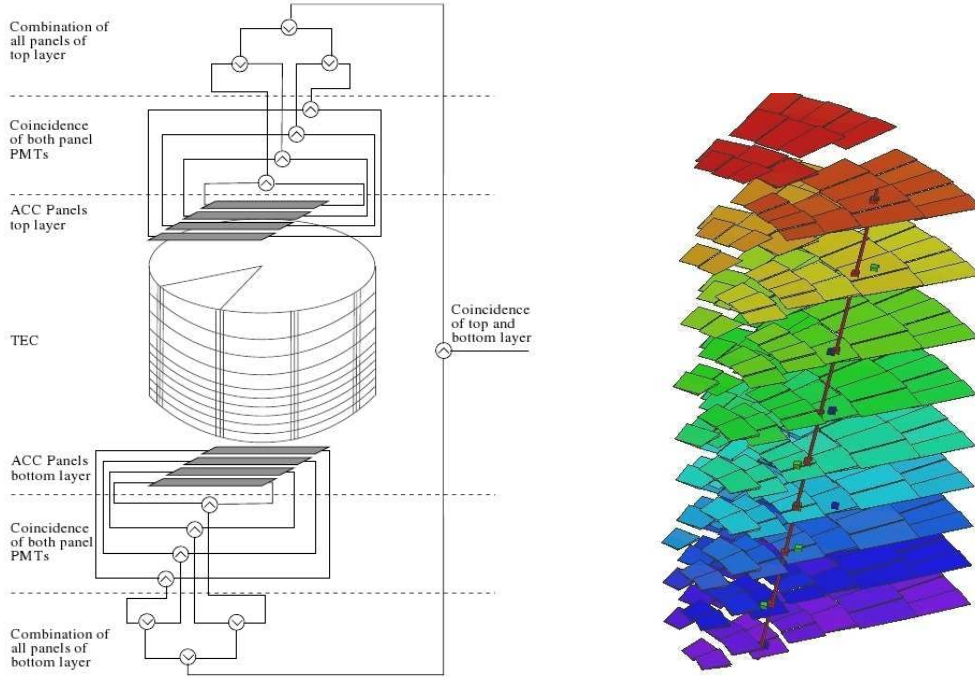 Combination of
all panels of
top layer
Coincidence
of both panel
PMTs
ACC Panels
top layer
TEC
Coincidence
of top and
bottom layer
ACC Panels
bottom layer
Coincidence
of both panel
PMTs
Combination of
all panels of
bottom layer